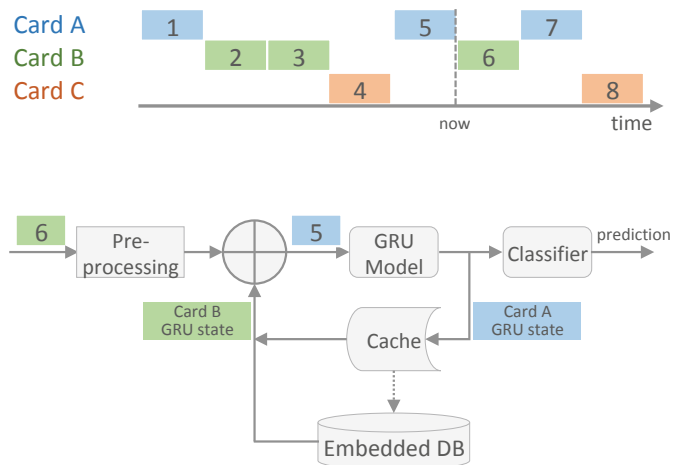 Card A
1
5
7
Card B
2
3
6
Card C
4
8
now
time
6
5
Pre-
processing
GRU
Model
Classifier
prediction
Card B
GRU state
Cache
Card A
GRU state
Embedded DB